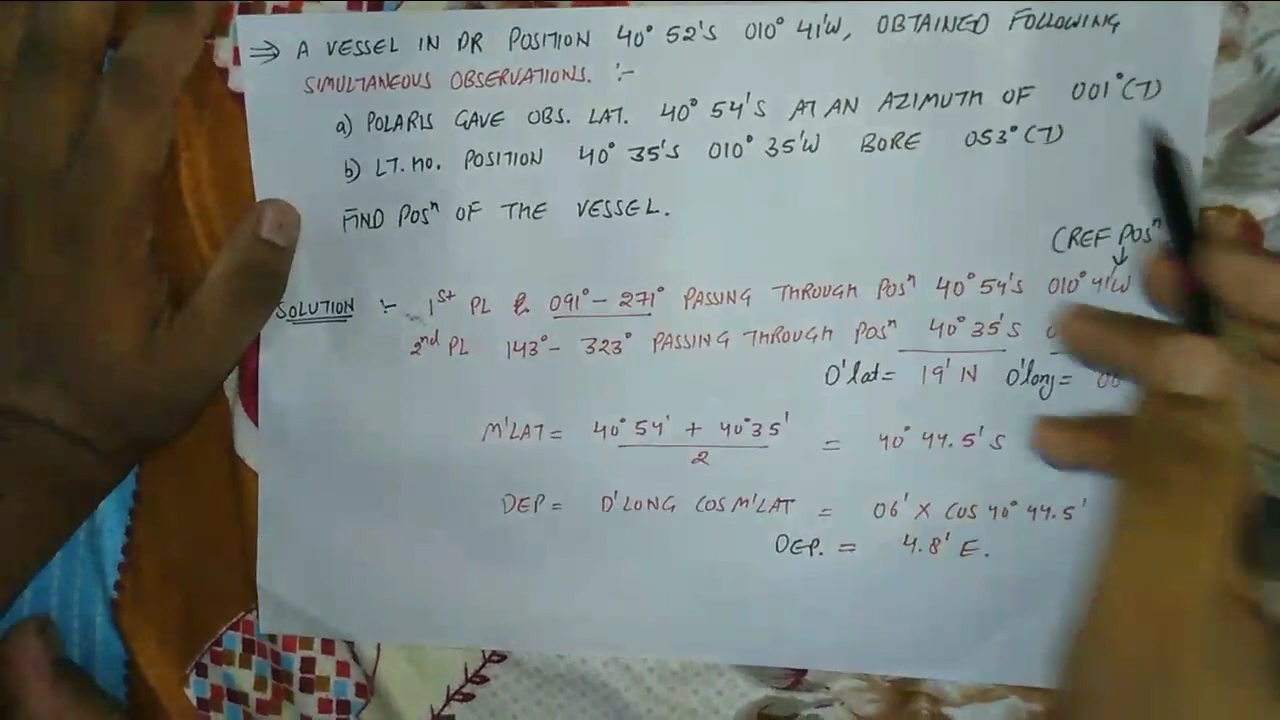 ⇒ A VESSEL IN DR POSITION 40° 52'S 010° 41'W, OBTAINED FOLLOWING
SIMULTANEOUS OBSERVATIONS. :-
a) POLARIS GAVE OBS. LAT. 40° 54'S AT AN AZIMUTH OF 001°(T)
b) LT. HO. POSITION 40° 35'S 010° 35'W BORE 053°(T)
FIND POSⁿ OF THE VESSEL.
(REF POSⁿ
SOLUTION :- 1st PL 091° - 271° PASSING THROUGH POSⁿ 40° 54'S 010° 41'W
2nd PL 143° - 323° PASSING THROUGH POSⁿ 40° 35'S
D'lat = 19' N D'long =
M'LAT = 40° 54' + 40° 35' / 2 = 40° 44.5' S
DEP = D'LONG COS M'LAT = 06' X COS 40° 44.5'
DEP. = 4.8' E.